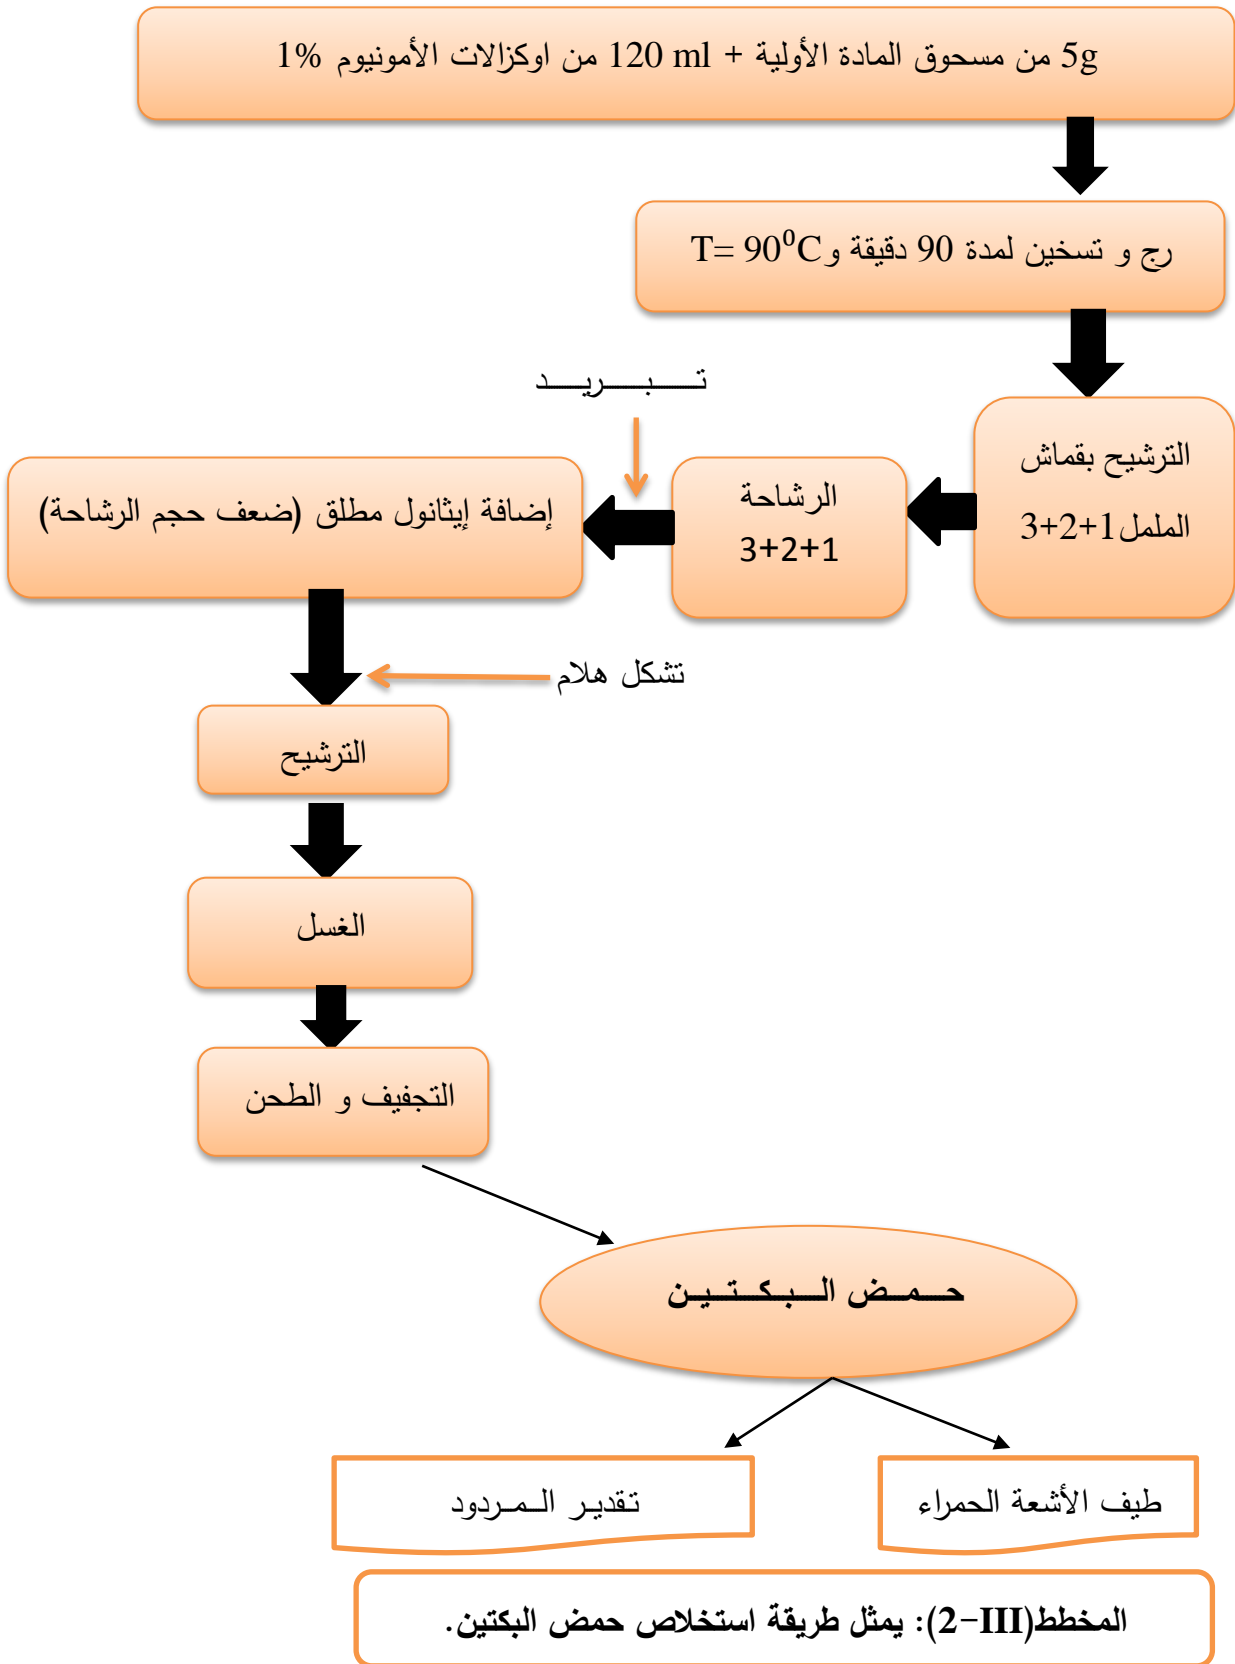 5g من مسحوق المادة الأولية + 120 ml من اوكزالات الأمونيوم 1%
رج و تسخين لمدة 90 دقيقة و T= 90⁰C
تـــبـــريـــد
الترشيح بقماش
الململ1+2+3
الرشاحة
1+2+3
إضافة إيثانول مطلق (ضعف حجم الرشاحة)
تشكل هلام
الترشيح
الغسل
التجفيف و الطحن
حـــمـــض الـــبـــكـــتـــيـــن
طيف الأشعة الحمراء
تقديـر الـمـردود
المخطط(III-2): يمثل طريقة استخلاص حمض البكتين.